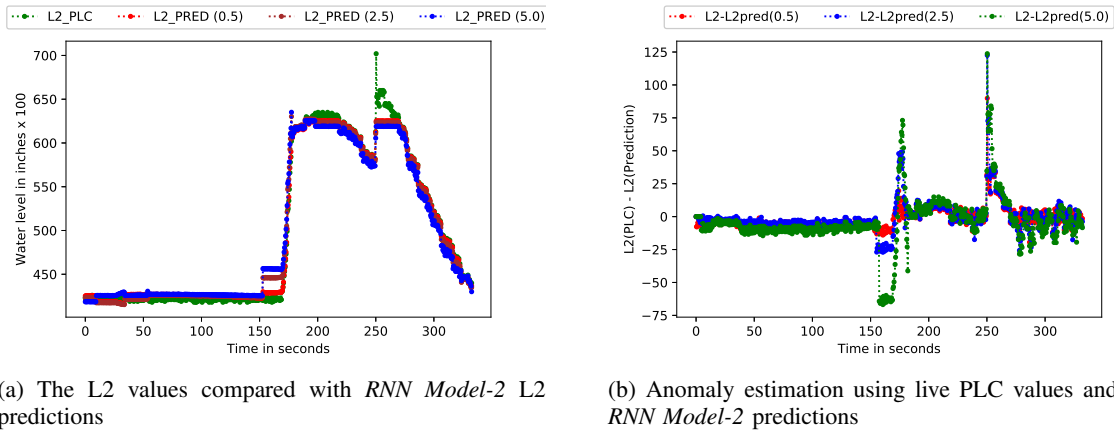 L2_PLC L2_PRED (0.5) L2_PRED (2.5) L2_PRED (5.0)
700
650
600
550
500
450
0 50 100 150 200 250 300
Water level in inches x 100
Time in seconds
(a) The L2 values compared with RNN Model-2 L2
predictions
L2-L2pred(0.5) L2-L2pred(2.5) L2-L2pred(5.0)
125
100
75
50
25
0
−25
−50
−75
0 50 100 150 200 250 300
L2(PLC) - L2(Prediction)
Time in seconds
(b) Anomaly estimation using live PLC values and
RNN Model-2 predictions